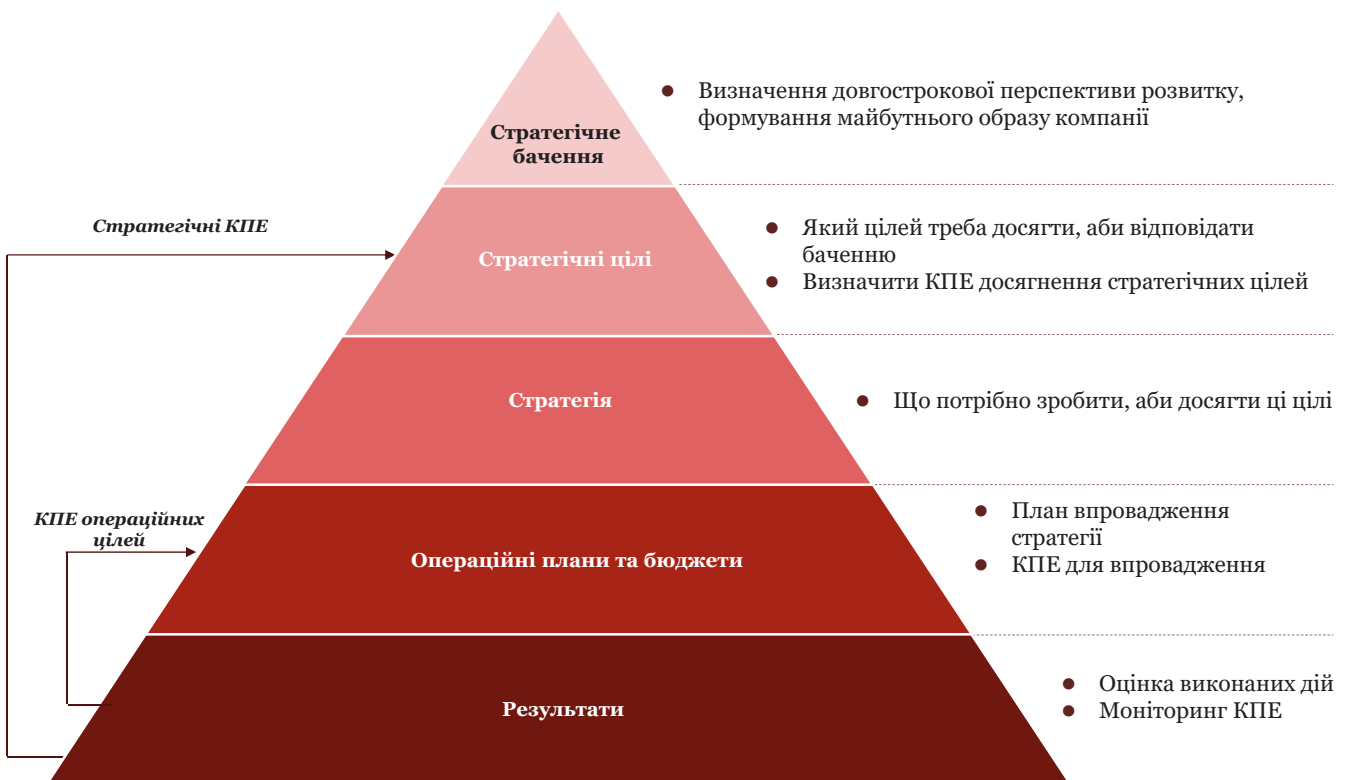 Стратегічне
бачення
● Визначення довгострокової перспективи розвитку,
формування майбутнього образу компанії
Стратегічні КПЕ
Стратегічні цілі
● Який цілей треба досягти, аби відповідати
баченню
● Визначити КПЕ досягнення стратегічних цілей
Стратегія
● Що потрібно зробити, аби досягти ці цілі
КПЕ операційних
цілей
Операційні плани та бюджети
● План впровадження
стратегії
● КПЕ для впровадження
Результати
● Оцінка виконаних дій
● Моніторинг КПЕ